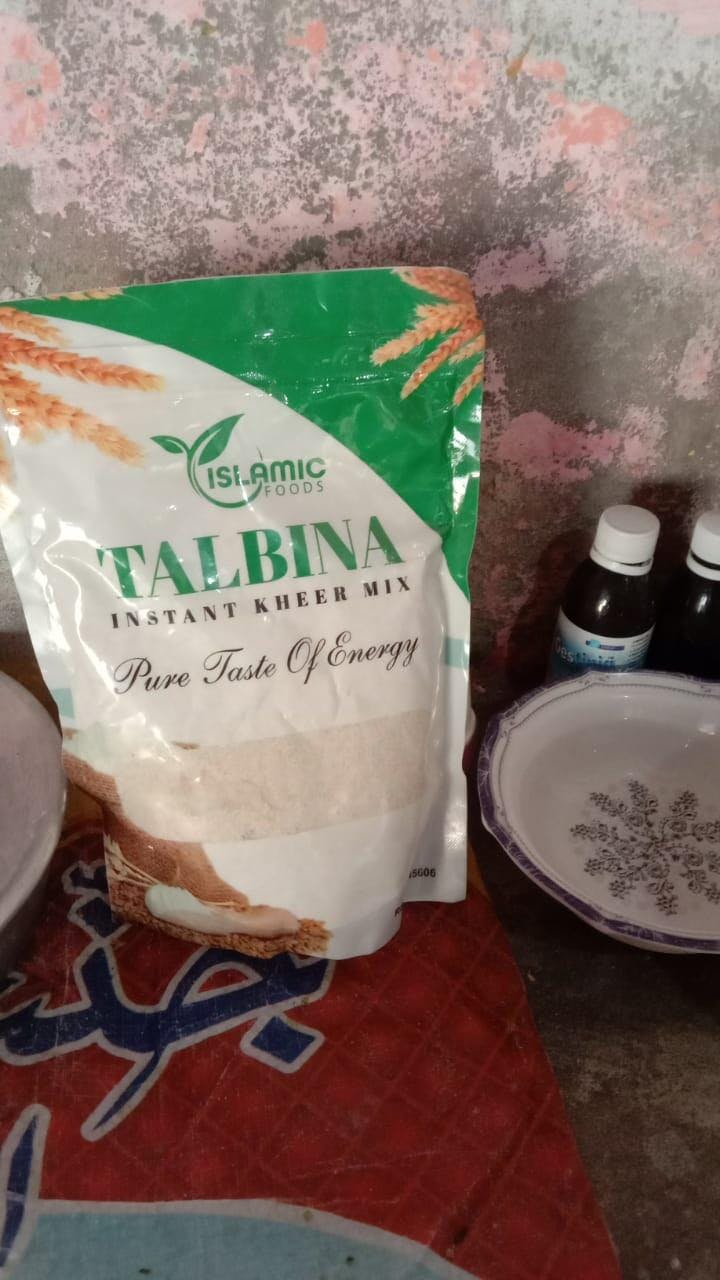 ISLAMIC
FOODS
TALBINA
INSTANT KHEER MIX
Pure Taste Of Energy